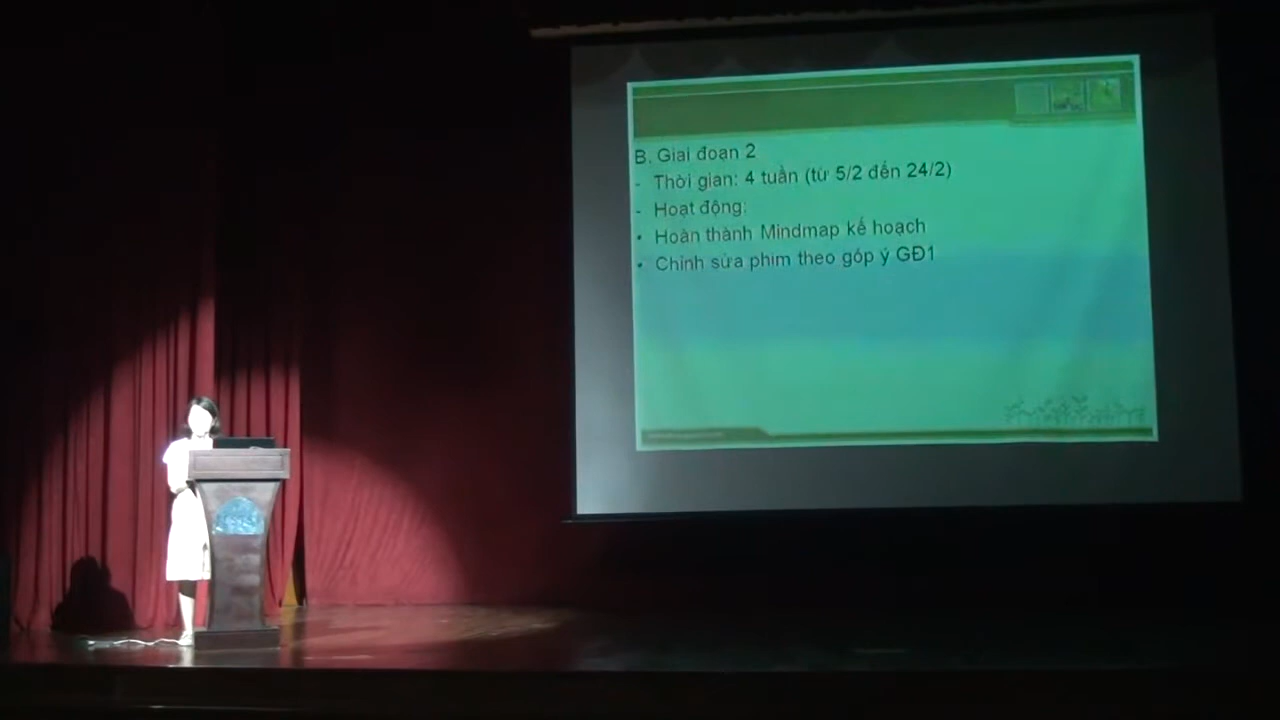 B. Giai đoạn 2
- Thời gian: 4 tuần (từ 5/2 đến 24/2)
- Hoạt động:
• Hoàn thành Mindmap kế hoạch
• Chỉnh sửa phim theo góp ý GĐ1